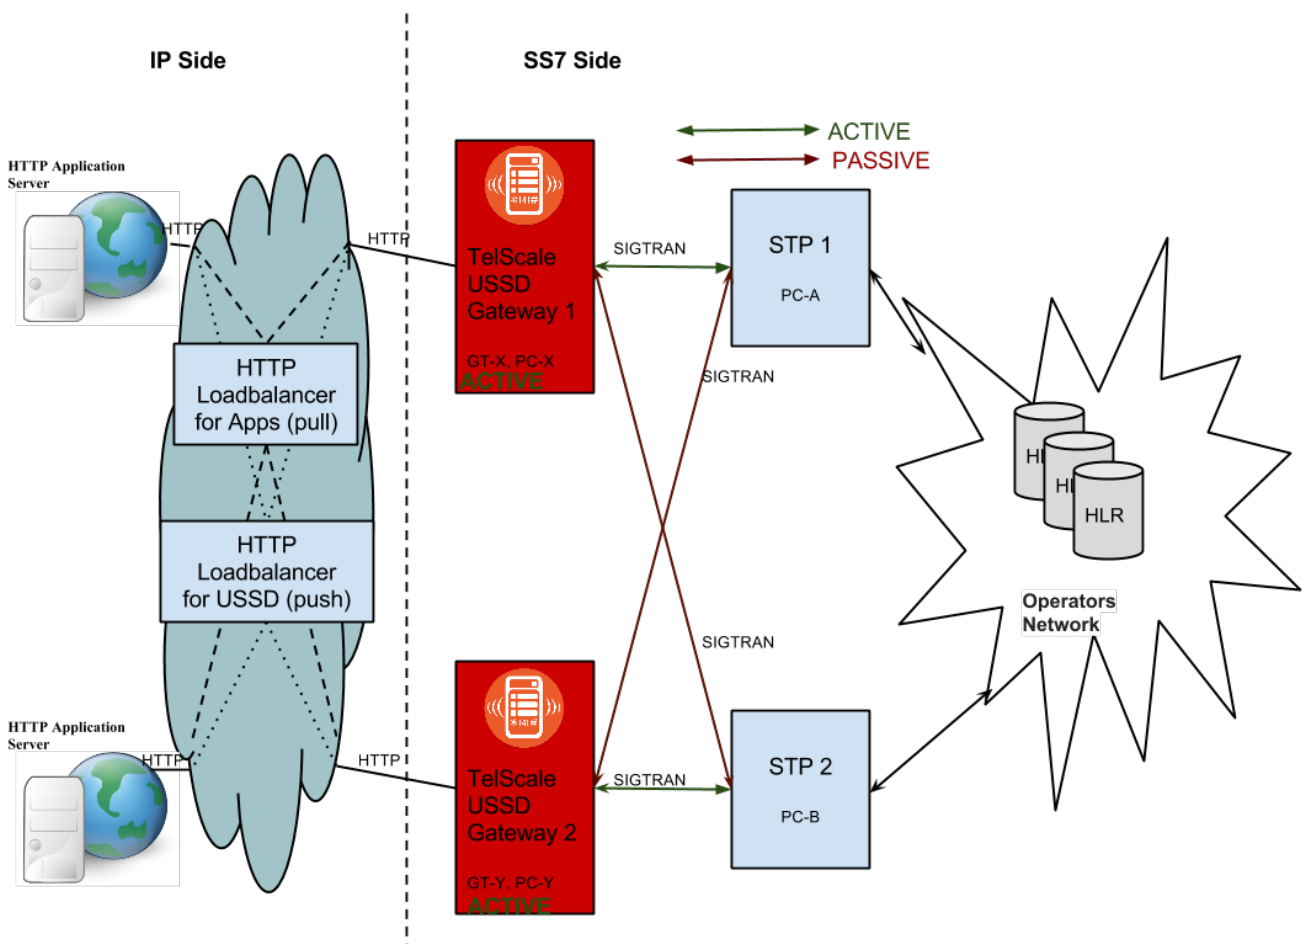 IP Side
SS7 Side
ACTIVE
PASSIVE
HTTP Application
Server
HTTP
HTTP
*!4!#
TelScale
USSD
Gateway 1
GT-X, PC-X
ACTIVE
SIGTRAN
STP 1
PC-A
SIGTRAN
HTTP
Loadbalancer
for Apps (pull)
HTTP
Loadbalancer
for USSD (push)
HLR
Operators
Network
SIGTRAN
HTTP Application
Server
HTTP
HTTP
TelScale
USSD
Gateway 2
GT-Y, PC-Y
ACTIVE
SIGTRAN
STP 2
PC-B